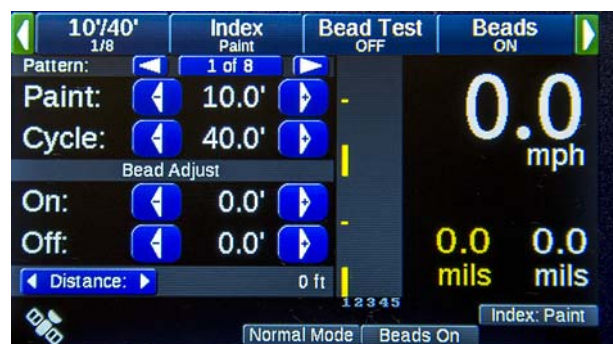 10'/40' Index Bead Test Beads
1/8 Paint OFF ON
Pattern: 1 of 8
Paint: - 10.0' +
Cycle: - 40.0' +
0.0
mph
Bead Adjust
On: - 0.0' +
Off: - 0.0' +
0.0 0.0
mils mils
Distance: 0 ft
12345
Index: Paint
Normal Mode Beads On